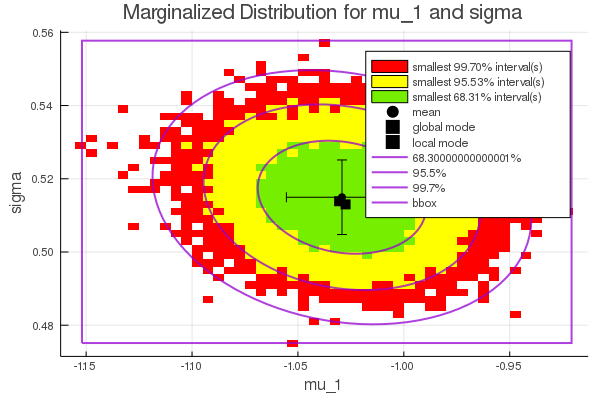 Marginalized Distribution for mu_1 and sigma
0.56
0.54
0.52
0.50
0.48
sigma
smallest 99.70% interval(s)
smallest 95.53% interval(s)
smallest 68.31% interval(s)
mean
global mode
local mode
68.3000000000001%
95.5%
99.7%
bbox
-1.15 -1.10 -1.05 -1.00 -0.95
mu_1